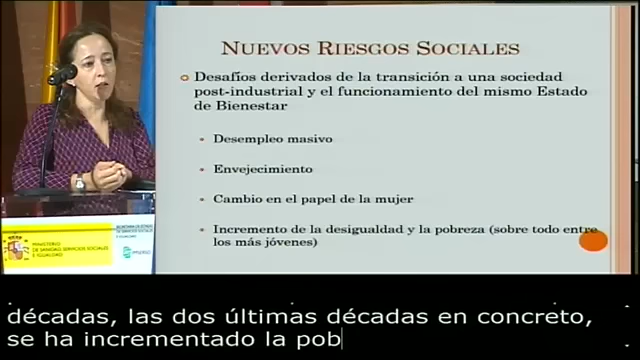 NUEVOS RIESGOS SOCIALES
Desafíos derivados de la transición a una sociedad
post-industrial y el funcionamiento del mismo Estado
de Bienestar
Desempleo masivo
Envejecimiento
Cambio en el papel de la mujer
Incremento de la desigualdad y la pobreza (sobre todo entre
los más jóvenes)
MINISTERIO
DE SANIDAD, SERVICIOS SOCIALES
E IGUALDAD
décadas, las dos últimas décadas en concreto,
se ha incrementado la pob